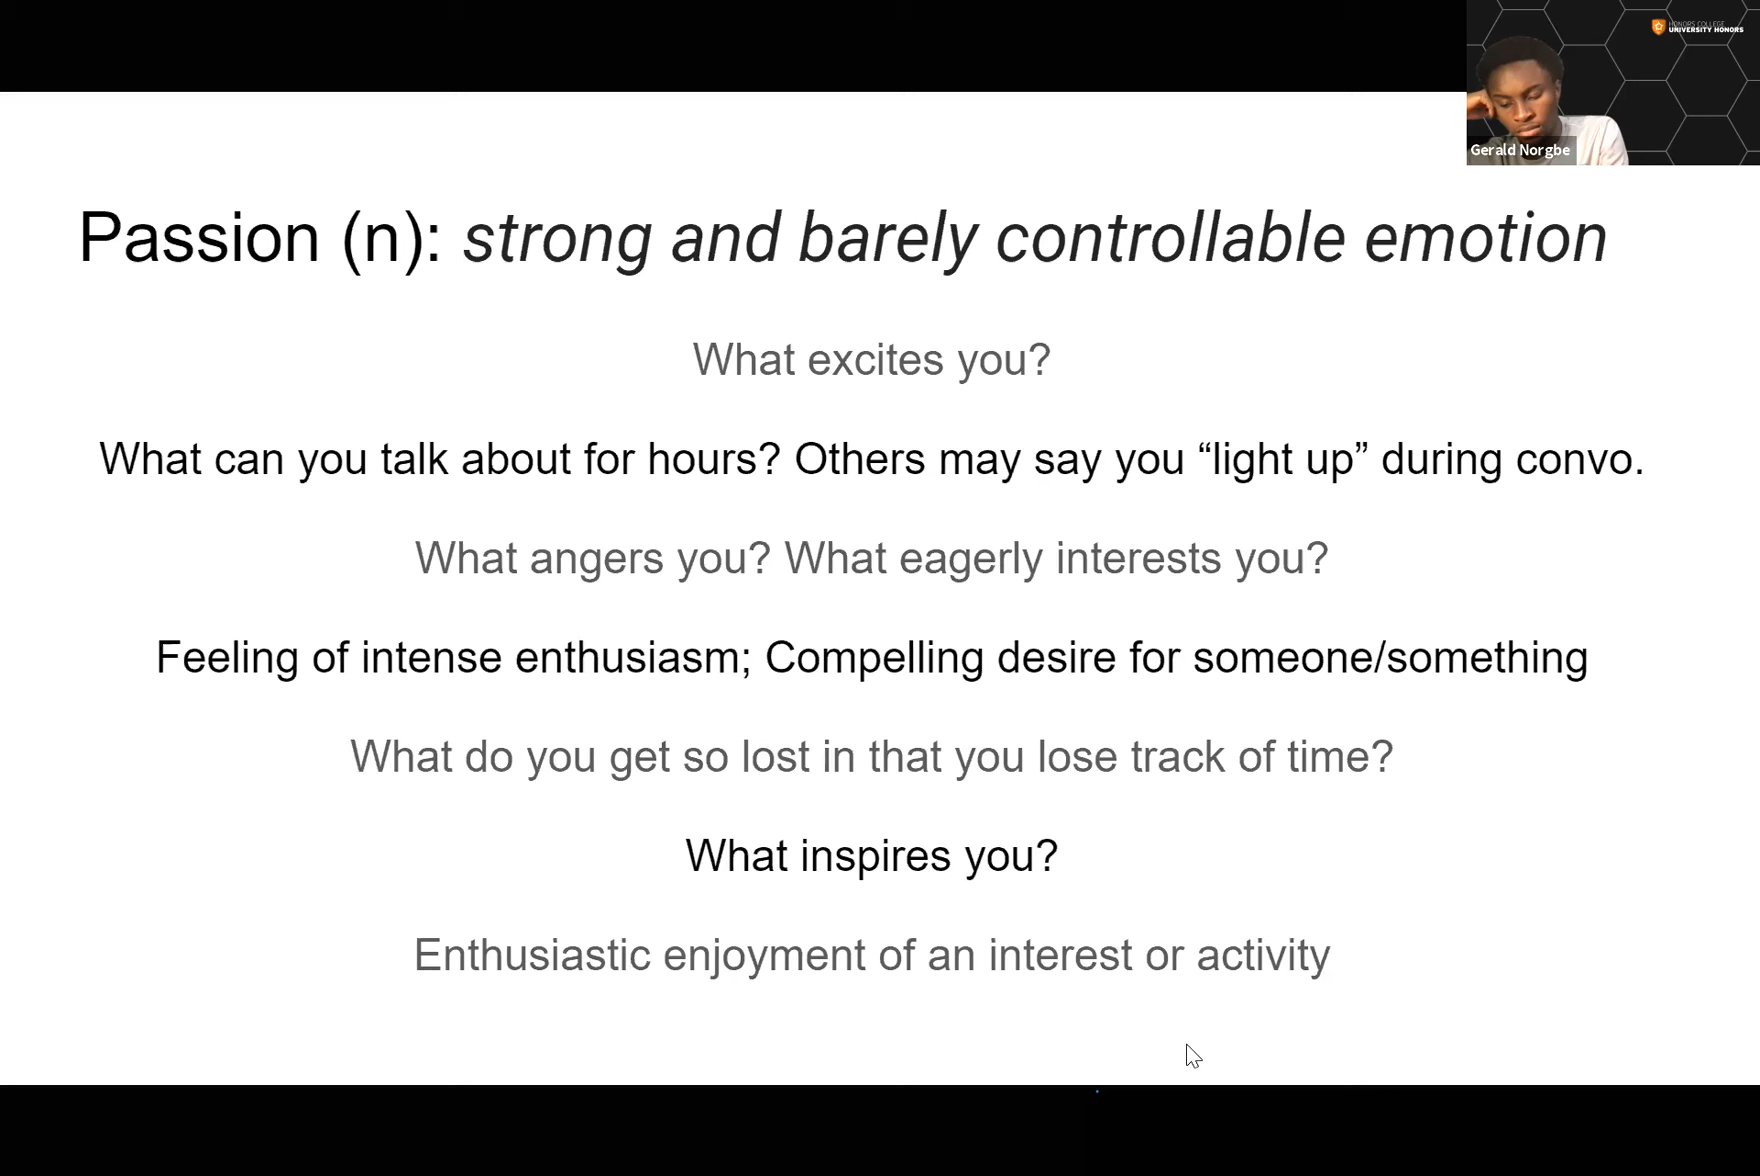 HONORS COLLEGE
UNIVERSITY HONORS
Gerald Norgbe
Passion (n): strong and barely controllable emotion
What excites you?
What can you talk about for hours? Others may say you “light up” during convo.
What angers you? What eagerly interests you?
Feeling of intense enthusiasm; Compelling desire for someone/something
What do you get so lost in that you lose track of time?
What inspires you?
Enthusiastic enjoyment of an interest or activity